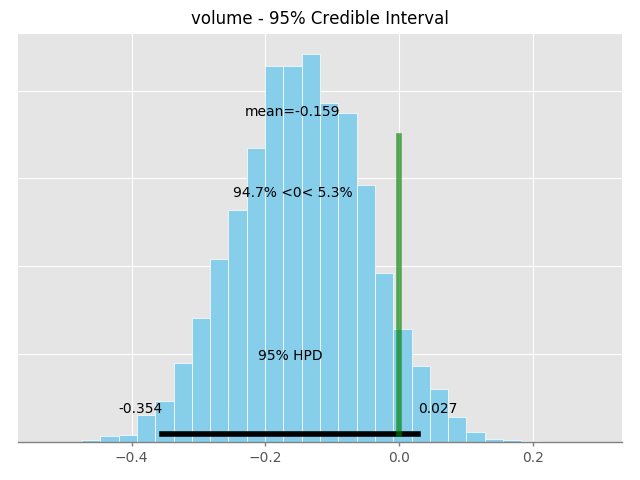 volume - 95% Credible Interval
mean=-0.159
94.7% <0< 5.3%
95% HPD
-0.354
0.027
−0.4
−0.2
0.0
0.2